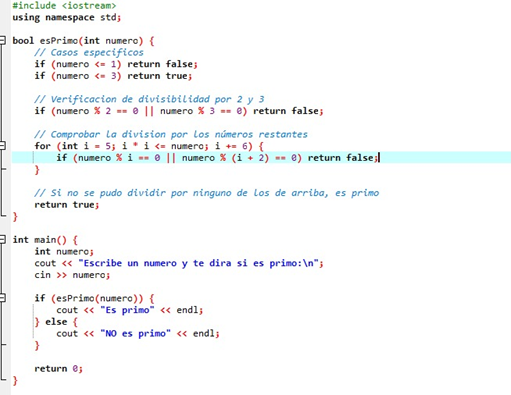 #include <iostream>
using namespace std;
bool esPrimo(int numero) {
// Casos especificos
if (numero <= 1) return false;
if (numero <= 3) return true;
// Verificacion de divisibilidad por 2 y 3
if (numero % 2 == 0 || numero % 3 == 0) return false;
// Comprobar la division por los números restantes
for (int i = 5; i * i <= numero; i += 6) {
if (numero % i == 0 || numero % (i + 2) == 0) return false;
}
// Si no se pudo dividir por ninguno de los de arriba, es primo
return true;
}
int main() {
int numero;
cout << "Escribe un numero y te dira si es primo:\n";
cin >> numero;
if (esPrimo(numero)) {
cout << "Es primo" << endl;
} else {
cout << "NO es primo" << endl;
}
return 0;
}